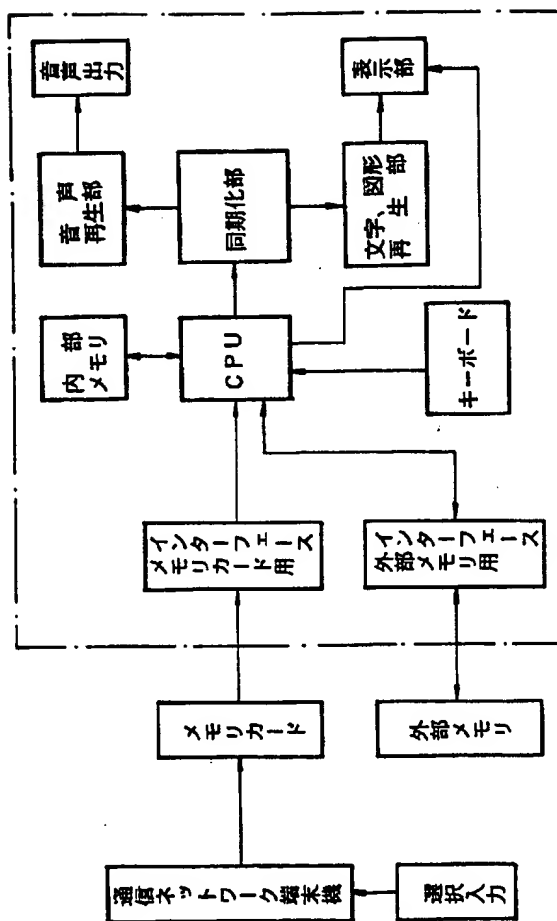 音声出力
音声
再生部
同期化部
文字、図形
再生部
表示部
内部
メモリ
CPU
キーボード
メモリカード用
インターフェース
外部メモリ用
インターフェース
メモリカード
外部メモリ
通信ネットワーク端末機
選択入力